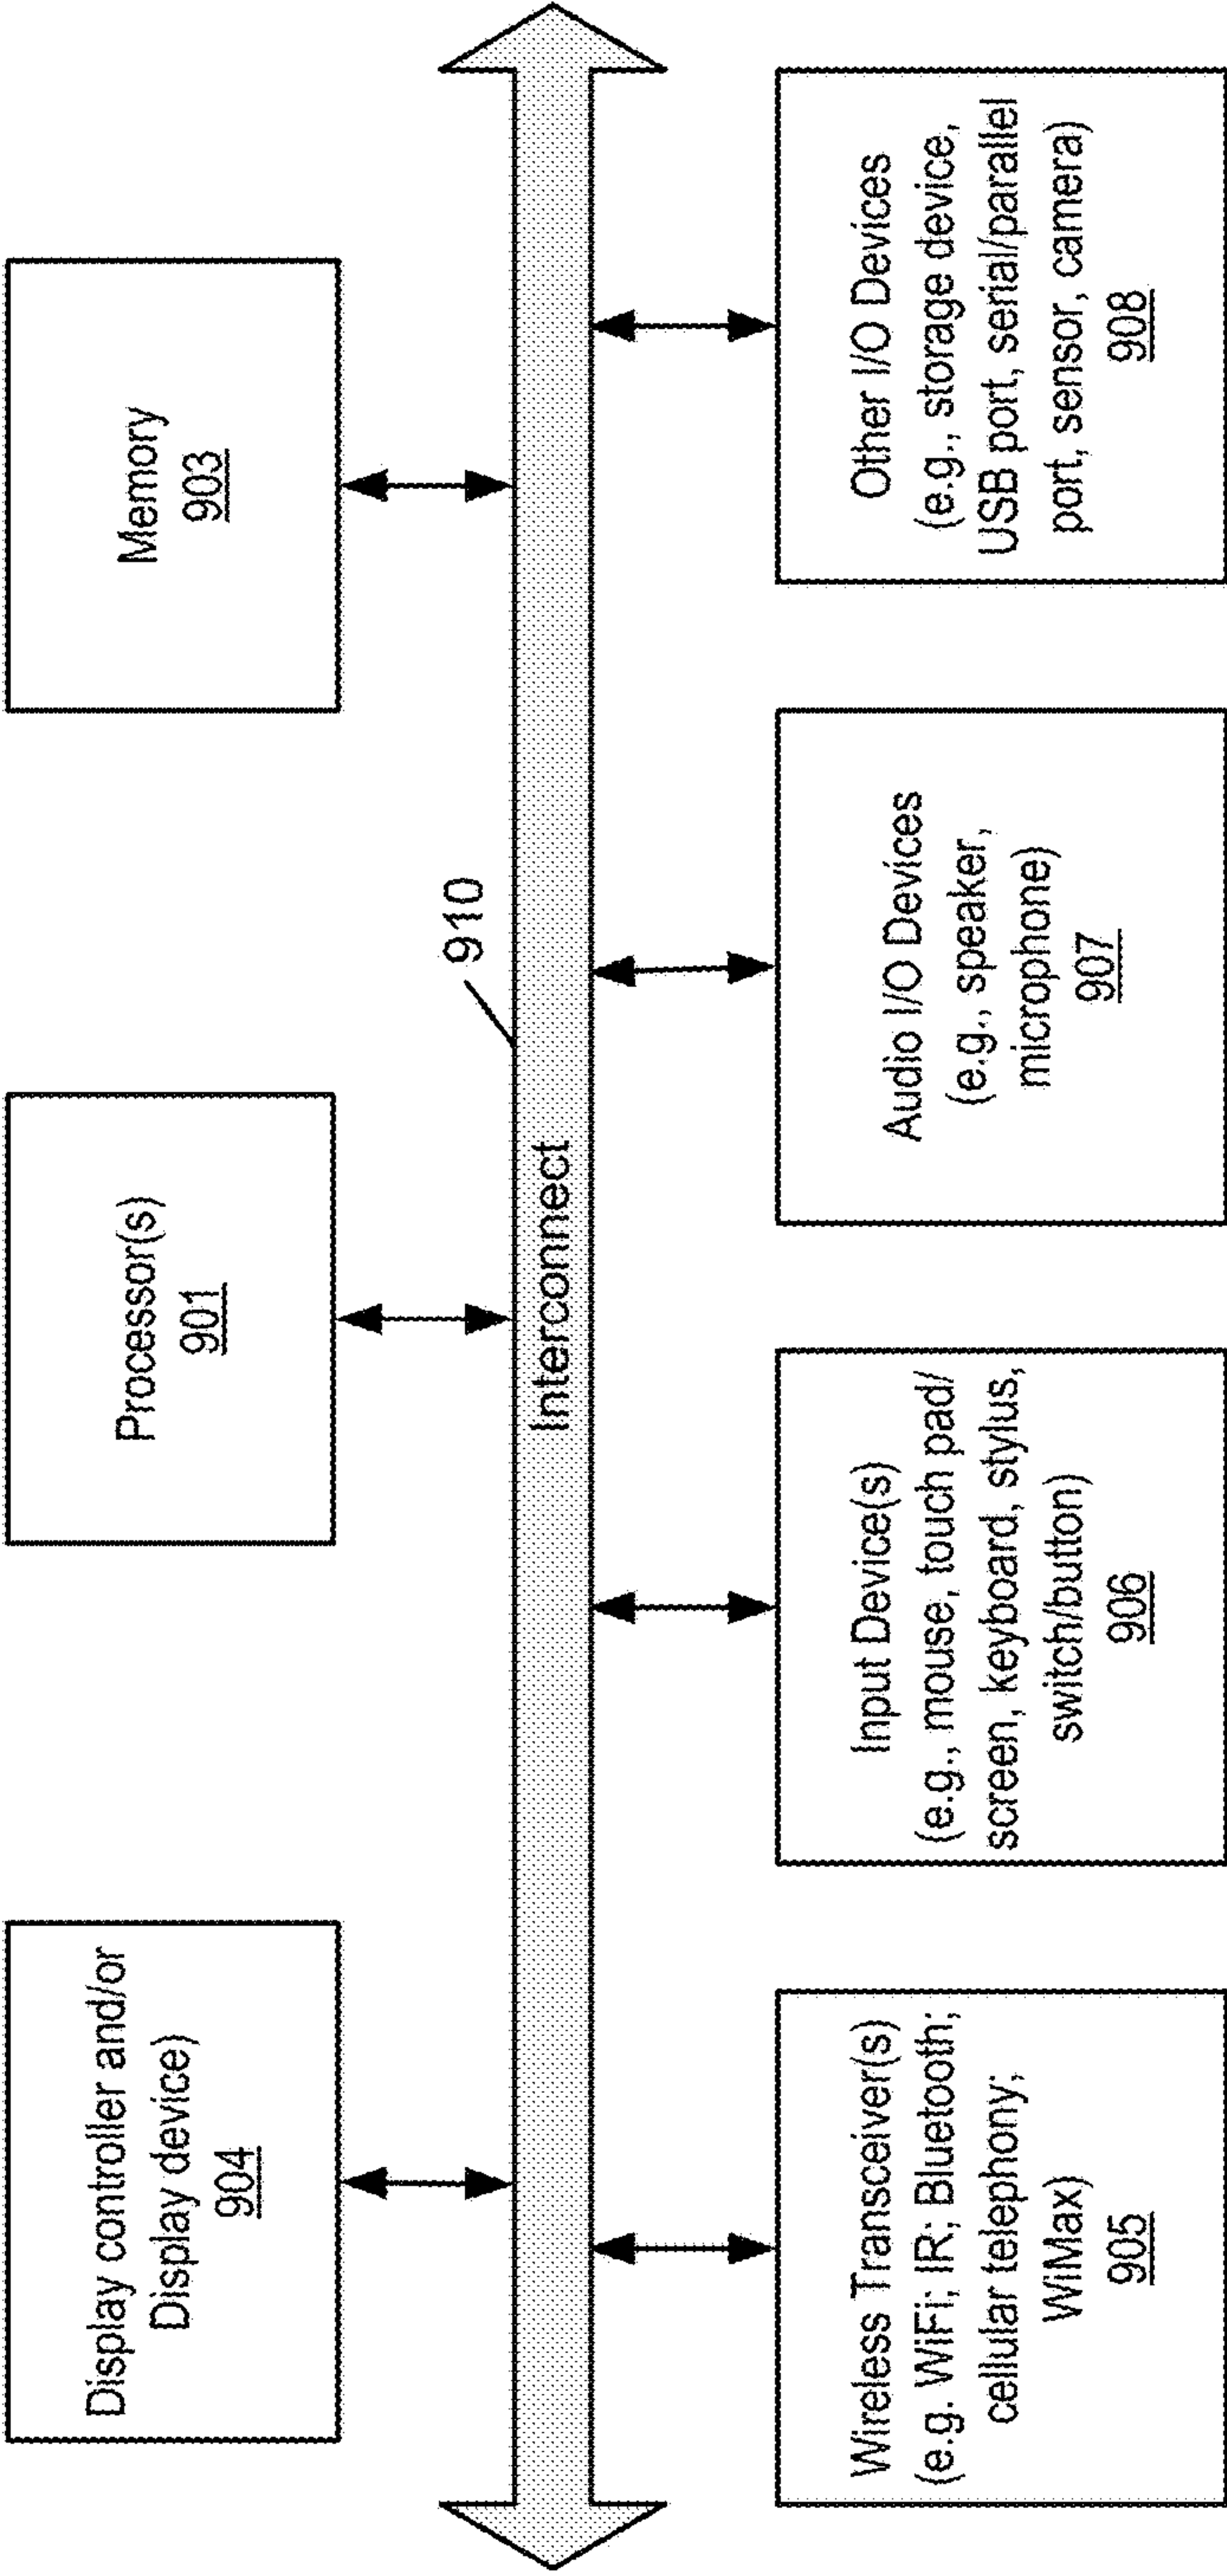 Display controller and/or
Display device)
904
Processor(s)
901
Memory
903
910
Interconnect
Wireless Transceiver(s)
(e.g. WiFi; IR; Bluetooth;
cellular telephony;
WiMax)
905
Input Device(s)
(e.g., mouse, touch pad/
screen, keyboard, stylus,
switch/button)
906
Audio I/O Devices
(e.g., speaker,
microphone)
907
Other I/O Devices
(e.g., storage device,
USB port, serial/parallel
port, sensor, camera)
908